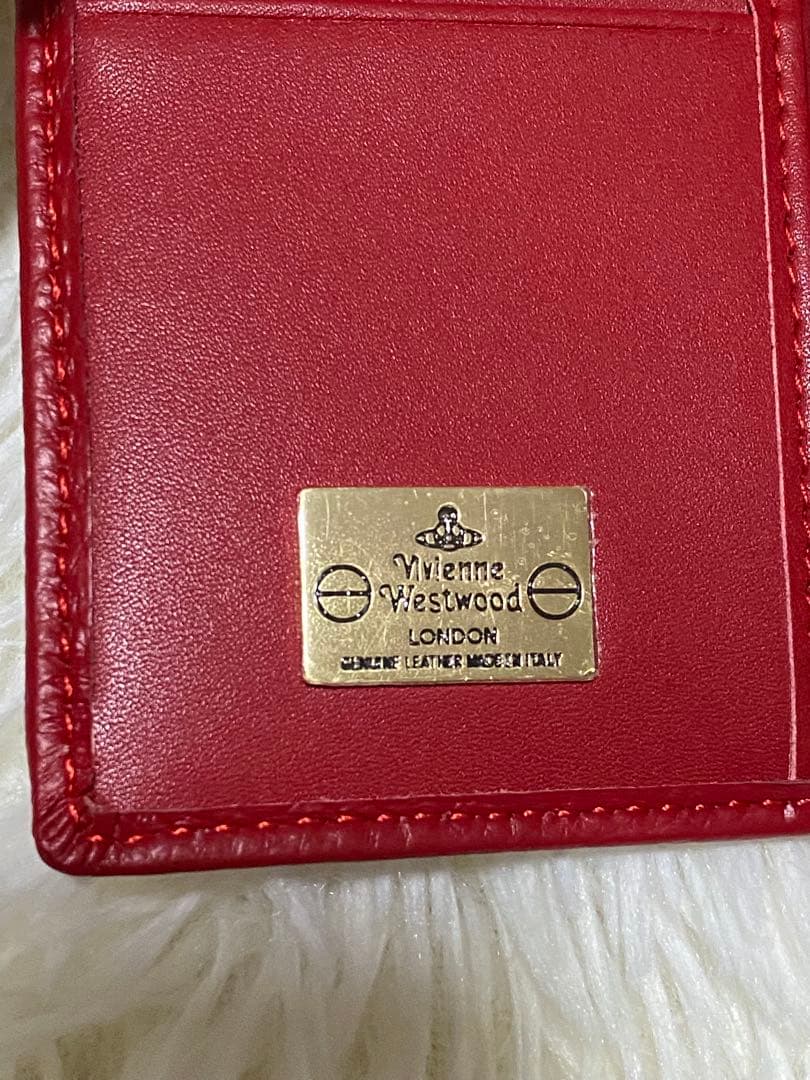 Vivienne
Westwood
LONDON
GENUINE LEATHER MADE IN ITALY